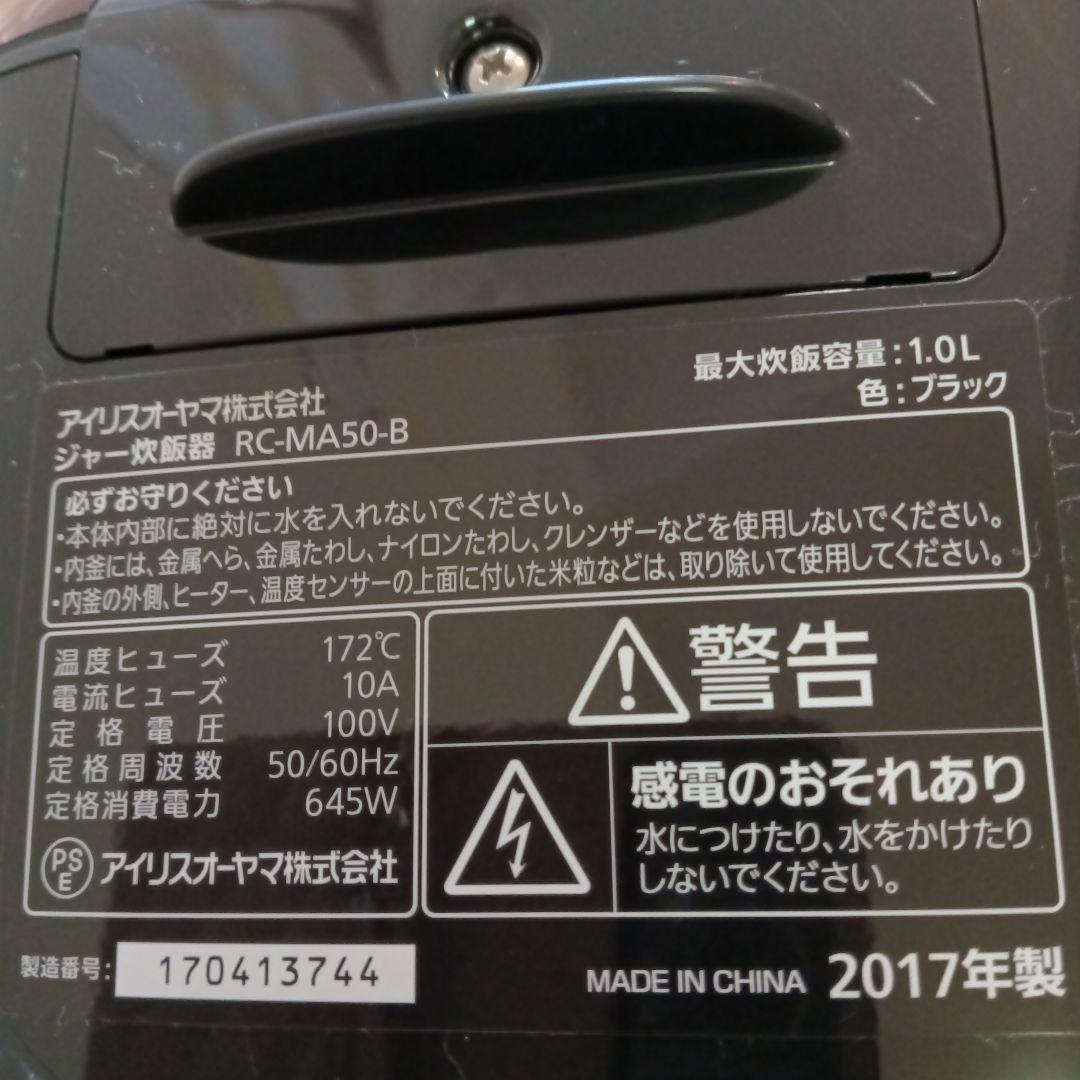 最大炊飯容量：1.0L
色：ブラック
アイリスオーヤマ株式会社
ジャー炊飯器 RC-MA50-B
必ずお守りください
・本体内部に絶対に水を入れないでください。
・内釜には、金属へら、金属たわし、ナイロンたわし、クレンザーなどを使用しないでください。
・内釜の外側、ヒーター、温度センサーの上面に付いた米粒などは、取り除いて使用してください。
温度ヒューズ 172℃
電流ヒューズ 10A
定格電圧 100V
定格周波数 50/60Hz
定格消費電力 645W
PSE アイリスオーヤマ株式会社
警告
感電のおそれあり
水につけたり、水をかけたり
しないでください。
製造番号: 170413744
MADE IN CHINA 2017年製